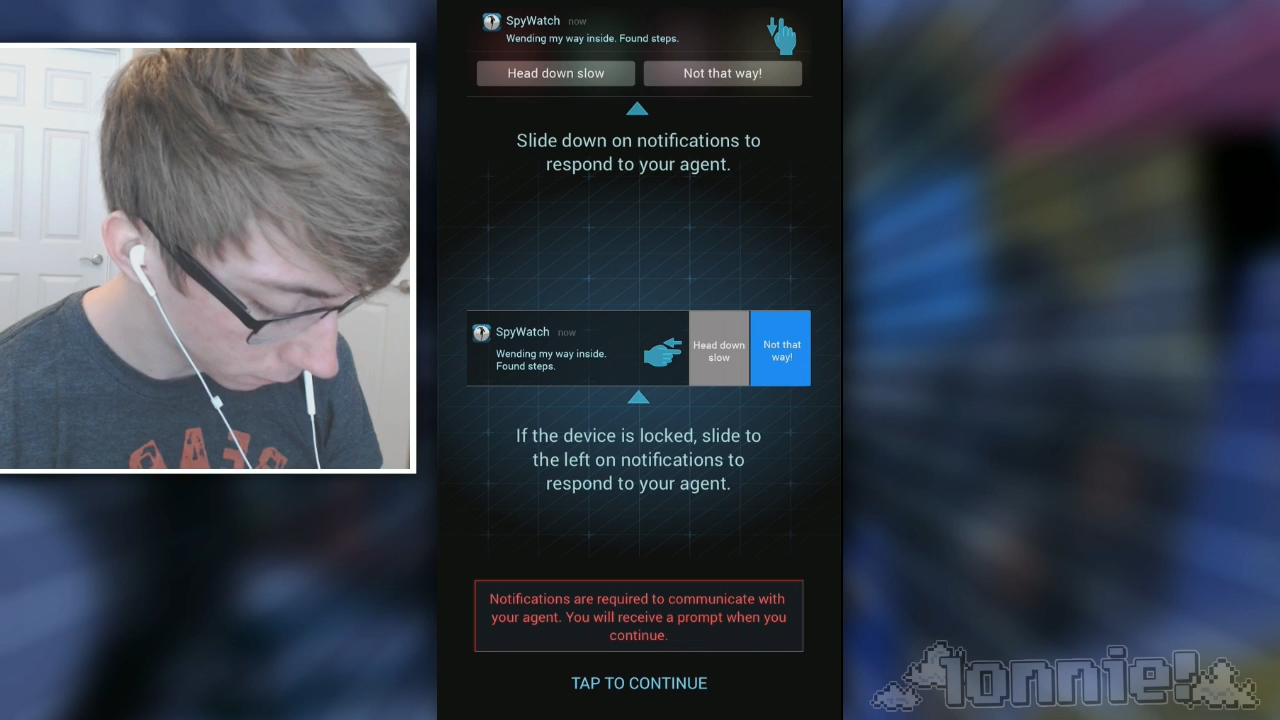 SpyWatch now
Wending my way inside. Found steps.
Head down slow
Not that way!
Slide down on notifications to
respond to your agent.
SpyWatch now
Wending my way inside.
Found steps.
Head down
slow
Not that
way!
If the device is locked, slide to
the left on notifications to
respond to your agent.
Notifications are required to communicate with
your agent. You will receive a prompt when you
continue.
TAP TO CONTINUE
1onnie!